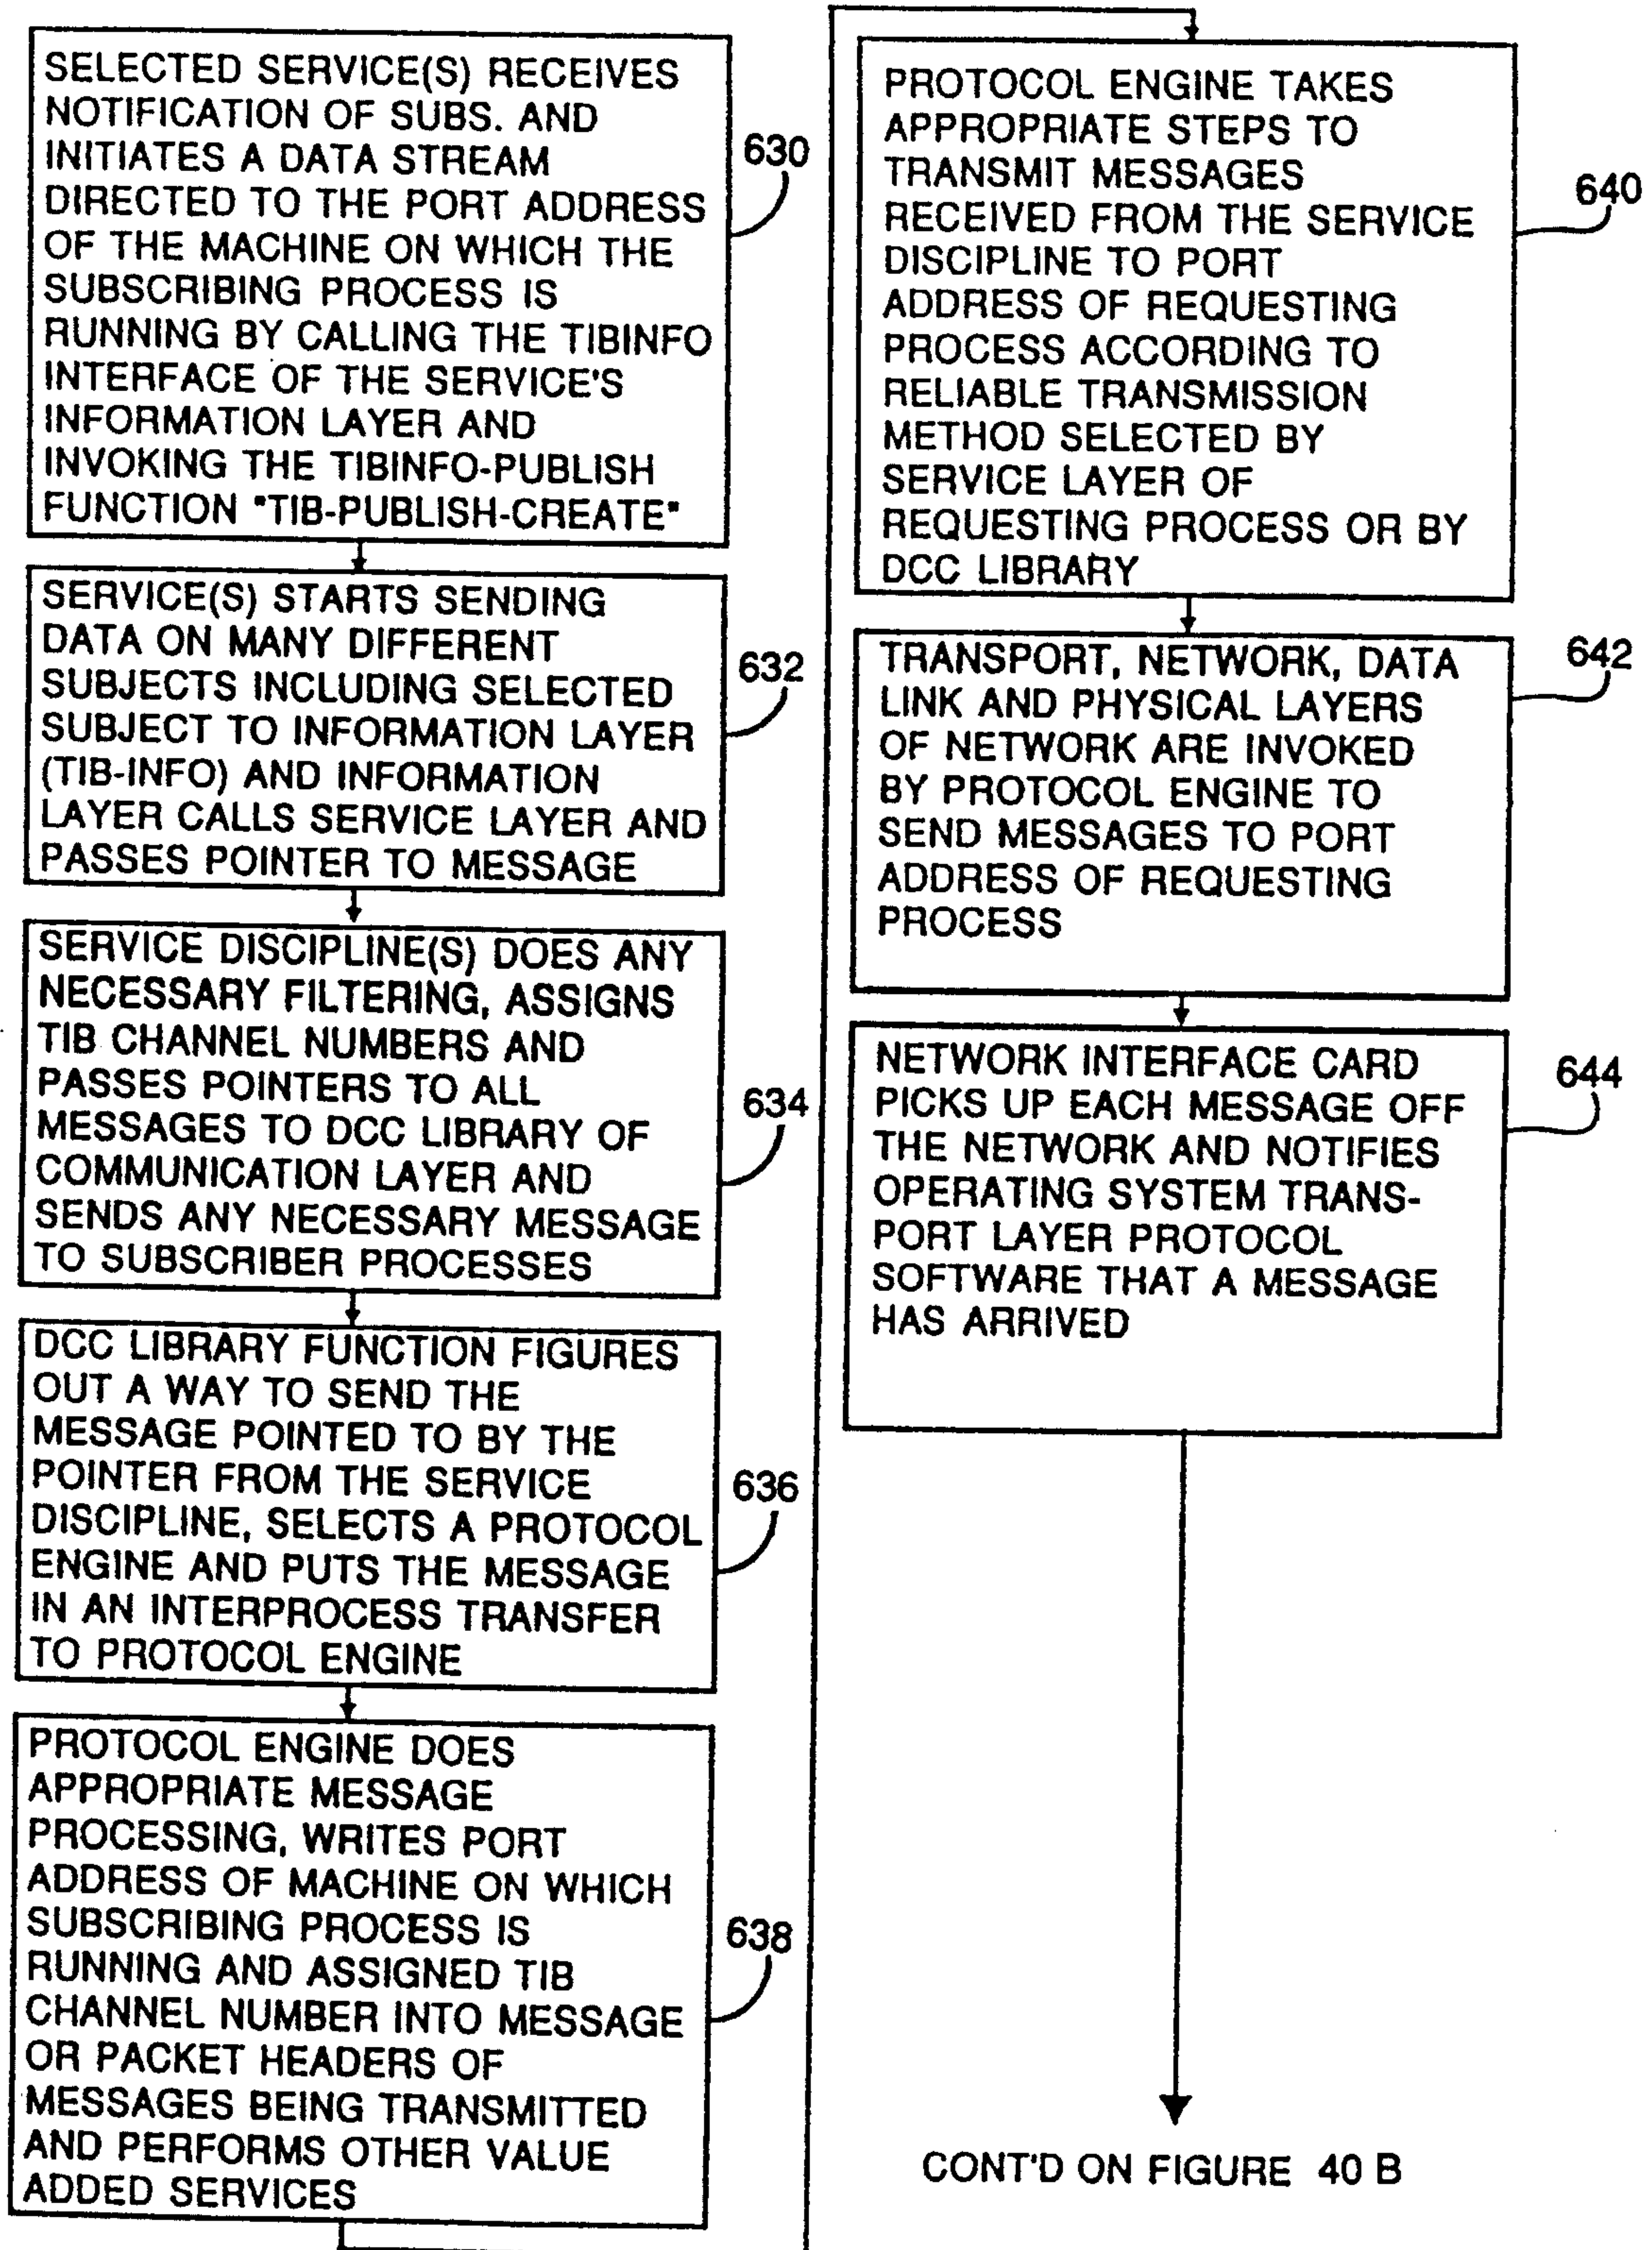 SELECTED SERVICE(S) RECEIVES
NOTIFICATION OF SUBS. AND
INITIATES A DATA STREAM
DIRECTED TO THE PORT ADDRESS
OF THE MACHINE ON WHICH THE
SUBSCRIBING PROCESS IS
RUNNING BY CALLING THE TIBINFO
INTERFACE OF THE SERVICE'S
INFORMATION LAYER AND
INVOKING THE TIBINFO-PUBLISH
FUNCTION "TIB-PUBLISH-CREATE"
630
SERVICE(S) STARTS SENDING
DATA ON MANY DIFFERENT
SUBJECTS INCLUDING SELECTED
SUBJECT TO INFORMATION LAYER
(TIB-INFO) AND INFORMATION
LAYER CALLS SERVICE LAYER AND
PASSES POINTER TO MESSAGE
632
SERVICE DISCIPLINE(S) DOES ANY
NECESSARY FILTERING, ASSIGNS
TIB CHANNEL NUMBERS AND
PASSES POINTERS TO ALL
MESSAGES TO DCC LIBRARY OF
COMMUNICATION LAYER AND
SENDS ANY NECESSARY MESSAGE
TO SUBSCRIBER PROCESSES
634
DCC LIBRARY FUNCTION FIGURES
OUT A WAY TO SEND THE
MESSAGE POINTED TO BY THE
POINTER FROM THE SERVICE
DISCIPLINE, SELECTS A PROTOCOL
ENGINE AND PUTS THE MESSAGE
IN AN INTERPROCESS TRANSFER
TO PROTOCOL ENGINE
636
PROTOCOL ENGINE DOES
APPROPRIATE MESSAGE
PROCESSING, WRITES PORT
ADDRESS OF MACHINE ON WHICH
SUBSCRIBING PROCESS IS
RUNNING AND ASSIGNED TIB
CHANNEL NUMBER INTO MESSAGE
OR PACKET HEADERS OF
MESSAGES BEING TRANSMITTED
AND PERFORMS OTHER VALUE
ADDED SERVICES
638
PROTOCOL ENGINE TAKES
APPROPRIATE STEPS TO
TRANSMIT MESSAGES
RECEIVED FROM THE SERVICE
DISCIPLINE TO PORT
ADDRESS OF REQUESTING
PROCESS ACCORDING TO
RELIABLE TRANSMISSION
METHOD SELECTED BY
SERVICE LAYER OF
REQUESTING PROCESS OR BY
DCC LIBRARY
640
TRANSPORT, NETWORK, DATA
LINK AND PHYSICAL LAYERS
OF NETWORK ARE INVOKED
BY PROTOCOL ENGINE TO
SEND MESSAGES TO PORT
ADDRESS OF REQUESTING
PROCESS
642
NETWORK INTERFACE CARD
PICKS UP EACH MESSAGE OFF
THE NETWORK AND NOTIFIES
OPERATING SYSTEM TRANS-
PORT LAYER PROTOCOL
SOFTWARE THAT A MESSAGE
HAS ARRIVED
644
CONT'D ON FIGURE 40 B